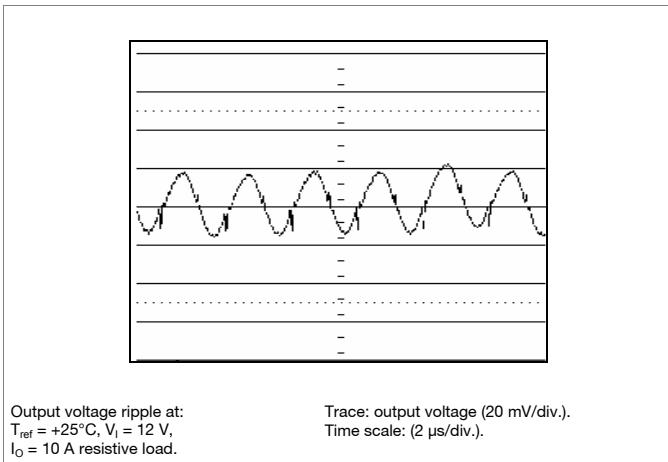 Output voltage ripple at:
Tref = +25°C, VI = 12 V,
IO = 10 A resistive load.
Trace: output voltage (20 mV/div.).
Time scale: (2 µs/div.).